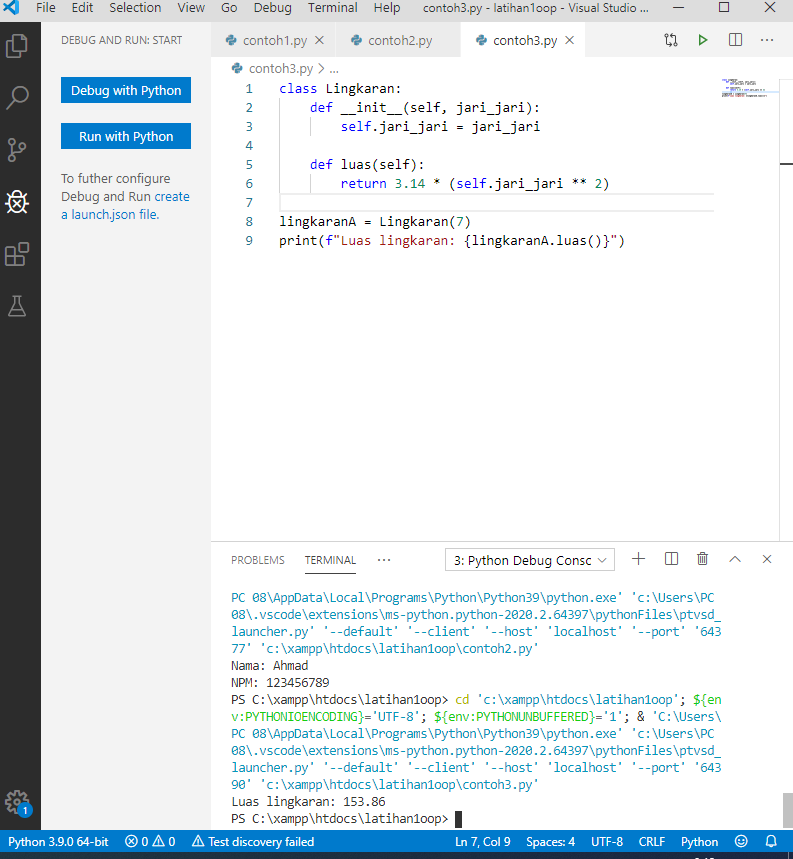 File Edit Selection View Go Debug Terminal Help contoh3.py - latihan1oop - Visual Studio ...
DEBUG AND RUN: START
Debug with Python
Run with Python
To futher configure
Debug and Run create
a launch.json file.
contoh1.py contoh2.py contoh3.py
contoh3.py > ...
1 class Lingkaran:
2 def __init__(self, jari_jari):
3 self.jari_jari = jari_jari
4
5 def luas(self):
6 return 3.14 * (self.jari_jari ** 2)
7
8 lingkaranA = Lingkaran(7)
9 print(f"Luas lingkaran: {lingkaranA.luas()}")
PROBLEMS TERMINAL ... 3: Python Debug Consc
PC 08\AppData\Local\Programs\Python\Python39\python.exe' 'c:\Users\PC
08\.vscode\extensions\ms-python.python-2020.2.64397\pythonFiles\ptvsd_
launcher.py' '--default' '--client' '--host' 'localhost' '--port' '643
77' 'c:\xampp\htdocs\latihan1oop\contoh2.py'
Nama: Ahmad
NPM: 123456789
PS C:\xampp\htdocs\latihan1oop> cd 'c:\xampp\htdocs\latihan1oop'; ${en
v:PYTHONIOENCODING}='UTF-8'; ${env:PYTHONUNBUFFERED}='1'; & 'C:\Users\
PC 08\AppData\Local\Programs\Python\Python39\python.exe' 'c:\Users\PC
08\.vscode\extensions\ms-python.python-2020.2.64397\pythonFiles\ptvsd_
launcher.py' '--default' '--client' '--host' 'localhost' '--port' '643
90' 'c:\xampp\htdocs\latihan1oop\contoh3.py'
Luas lingkaran: 153.86
PS C:\xampp\htdocs\latihan1oop>
1
Python 3.9.0 64-bit 0 0 Test discovery failed Ln 7, Col 9 Spaces: 4 UTF-8 CRLF Python